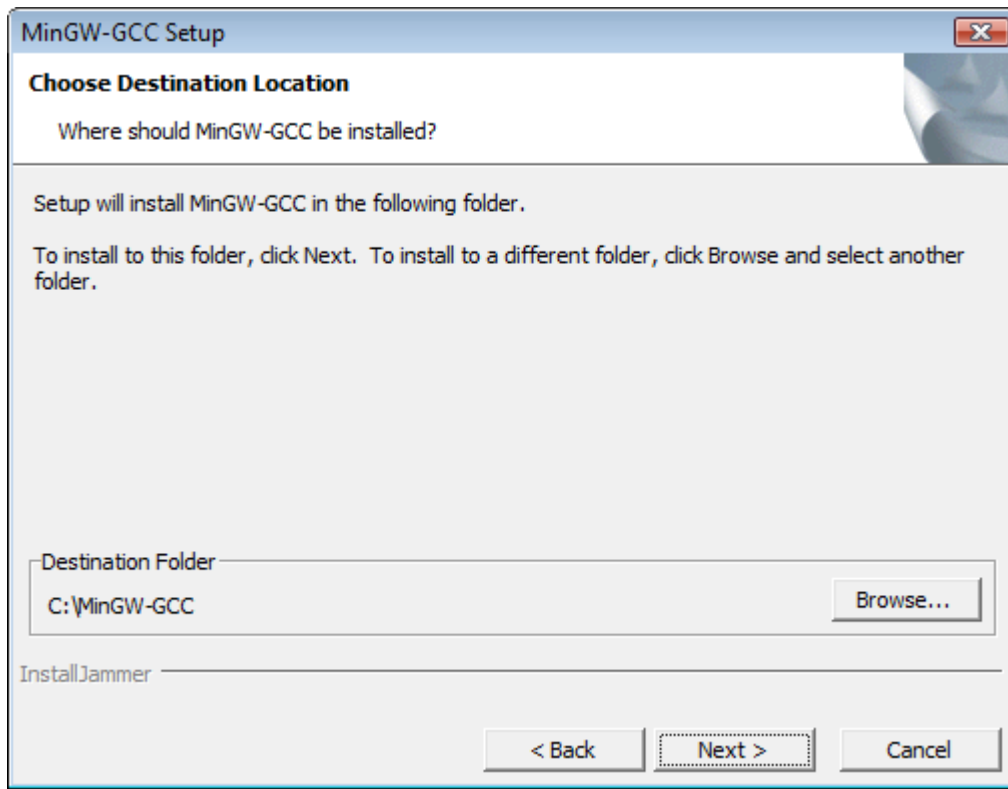 MinGW-GCC Setup
Choose Destination Location
Where should MinGW-GCC be installed?
Setup will install MinGW-GCC in the following folder.
To install to this folder, click Next.  To install to a different folder, click Browse and select another
folder.
Destination Folder
C:\MinGW-GCC
Browse...
InstallJammer
< Back
Next >
Cancel